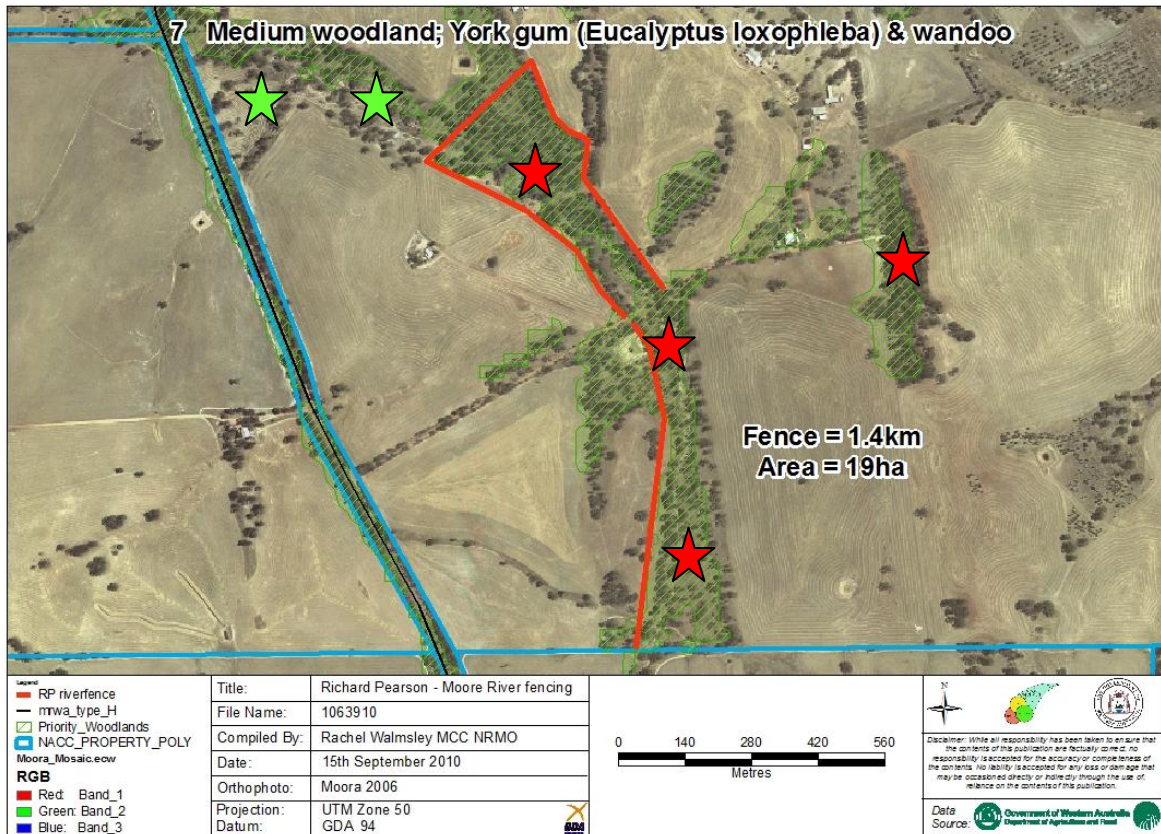 7 Medium woodland; York gum (Eucalyptus loxophleba) & wandoo
Fence = 1.4km
Area = 19ha
Legend
RP riverfence
mrwa_type_H
Priority_Woodlands
NACC_PROPERTY_POLY
Moora_Mosaic.ecw
RGB
Red: Band_1
Green: Band_2
Blue: Band_3
Title: Richard Pearson - Moore River fencing
File Name: 1063910
Compiled By: Rachel Walmsley MCC NRMO
Date: 15th September 2010
Orthophoto: Moora 2006
Projection: UTM Zone 50
Datum: GDA 94
GDA
0 140 280 420 560
Metres
N
Disclaimer: While all responsibility has been taken to ensure that
the contents of this publication are factually correct, no
responsibility is accepted for the accuracy or completeness of
the contents. No liability is accepted for any loss or damage that
may be occasioned directly or indirectly through the use of,
reliance on the contents of this publication.
Data
Source:
Government of Western Australia
Department of Agriculture and Food